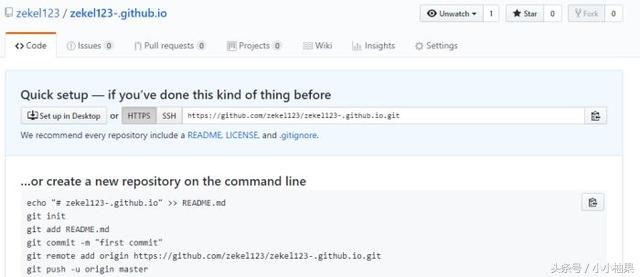 zekel123 / zekel123-.github.io
Unwatch 1 Star 0 Fork 0
Code Issues 0 Pull requests 0 Projects 0 Wiki Insights Settings
Quick setup — if you've done this kind of thing before
Set up in Desktop or HTTPS SSH https://github.com/zekel123/zekel123-.github.io.git
We recommend every repository include a README, LICENSE, and .gitignore.
...or create a new repository on the command line
echo "# zekel123-.github.io" >> README.md
git init
git add README.md
git commit -m "first commit"
git remote add origin https://github.com/zekel123/zekel123-.github.io.git
git push -u origin master
头条号 / 小小柚果